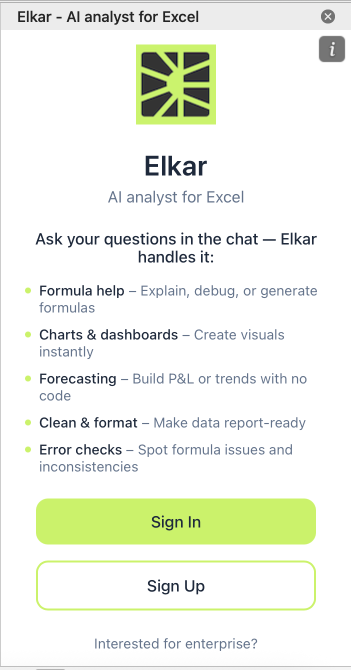 Elkar - AI analyst for Excel
i
Elkar
AI analyst for Excel
Ask your questions in the chat — Elkar
handles it:
Formula help – Explain, debug, or generate
formulas
Charts & dashboards – Create visuals
instantly
Forecasting – Build P&L or trends with no
code
Clean & format – Make data report-ready
Error checks – Spot formula issues and
inconsistencies
Sign In
Sign Up
Interested for enterprise?